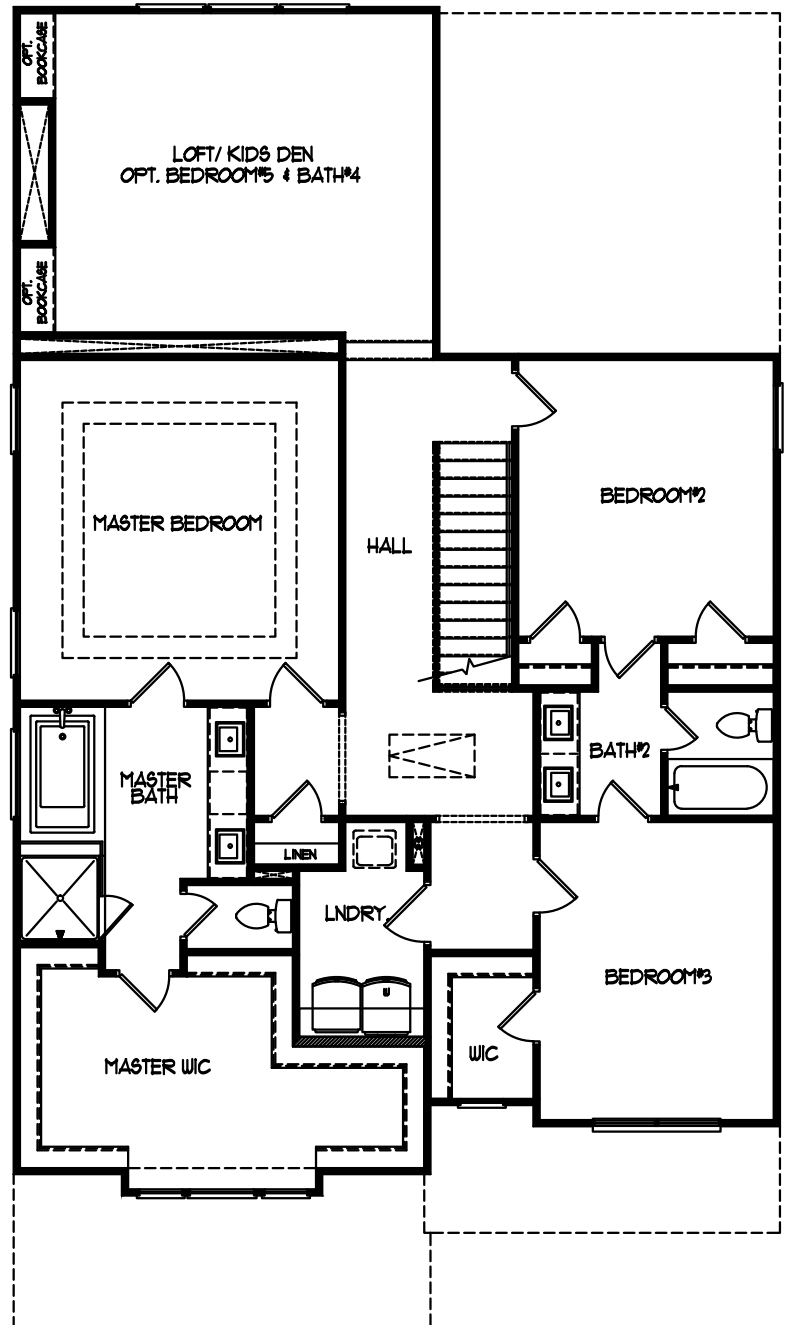 OPT.
BOOKCASE
LOFT/ KIDS DEN
OPT. BEDROOM#5 & BATH#4
OPT.
BOOKCASE
MASTER BEDROOM
HALL
BEDROOM#2
MASTER
BATH
BATH#2
LINEN
LNDRY.
BEDROOM#3
W
MASTER WIC
WIC